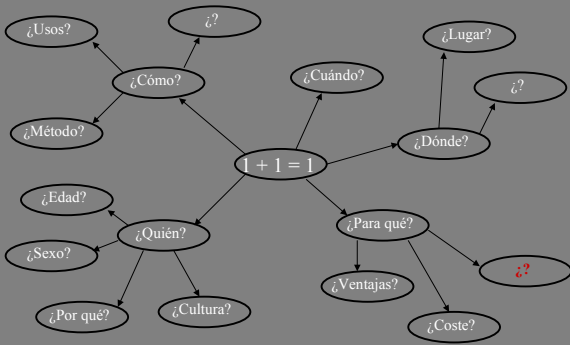 ¿Usos?
¿?
¿Lugar?
¿Cómo?
¿Cuándo?
¿?
¿Método?
¿Dónde?
1 + 1 = 1
¿Edad?
¿Quién?
¿Para qué?
¿Sexo?
¿?
¿Ventajas?
¿Por qué?
¿Cultura?
¿Coste?